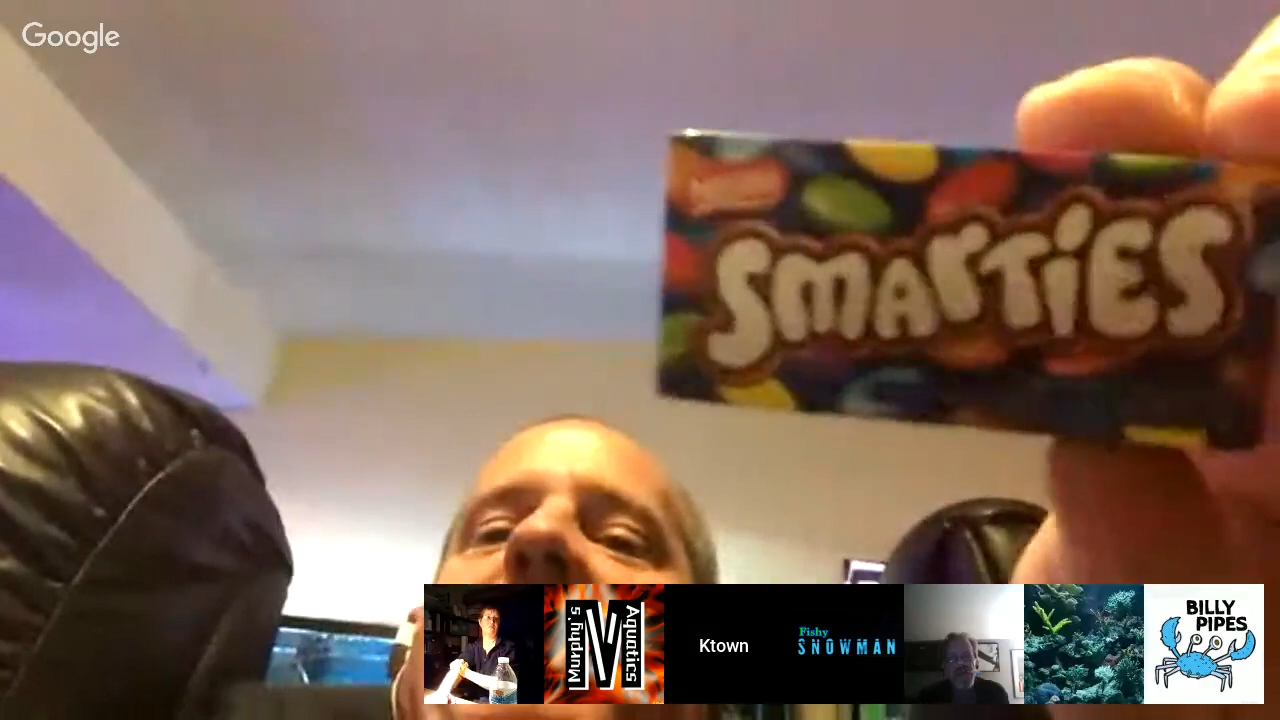 Google
SMARTiES
Murphy's
Aquatics
Ktown
Fishy
SNOWMAN
BILLY
PIPES